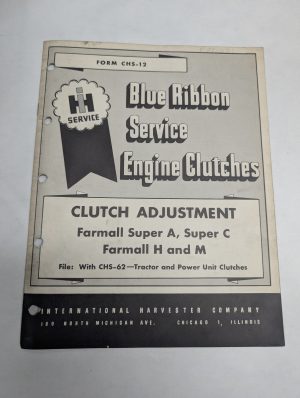 FORM CHS-12
IH
SERVICE
Blue Ribbon
Service
Engine Clutches
CLUTCH ADJUSTMENT
Farmall Super A, Super C
Farmall H and M
File: With CHS-62—Tractor and Power Unit Clutches
INTERNATIONAL HARVESTER COMPANY
180 NORTH MICHIGAN AVE. CHICAGO 1, ILLINOIS